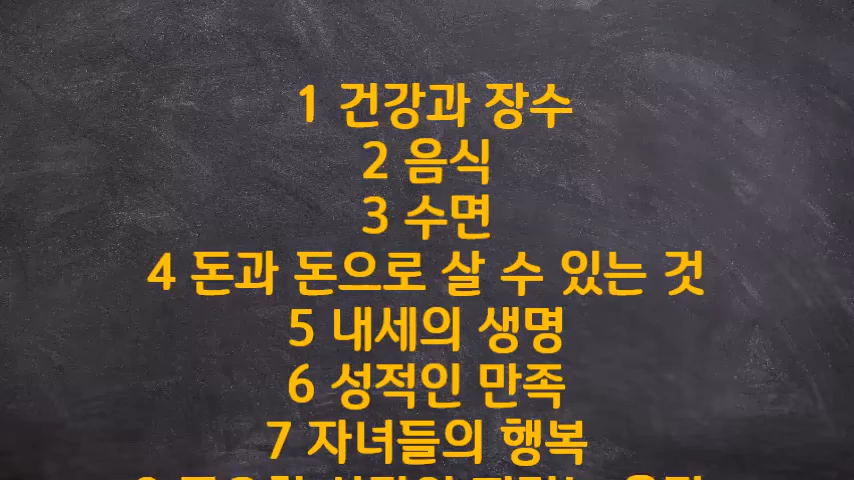 1 건강과 장수
2 음식
3 수면
4 돈과 돈으로 살 수 있는 것
5 내세의 생명
6 성적인 만족
7 자녀들의 행복